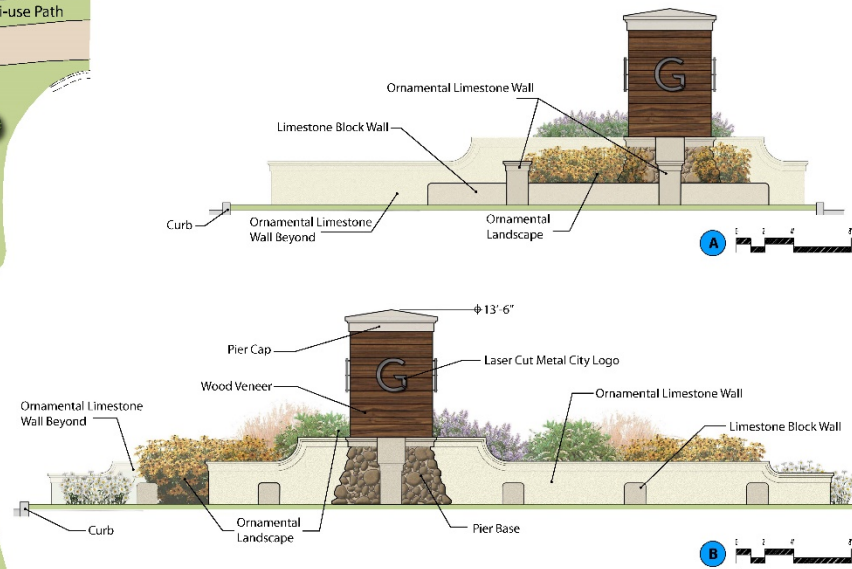 i-use Path
G
Ornamental Limestone Wall
Limestone Block Wall
Curb
Ornamental Limestone
Wall Beyond
Ornamental
Landscape
A
13'-6"
Pier Cap
G
Laser Cut Metal City Logo
Wood Veneer
Ornamental Limestone Wall
Ornamental Limestone
Wall Beyond
Limestone Block Wall
Curb
Ornamental
Landscape
Pier Base
B